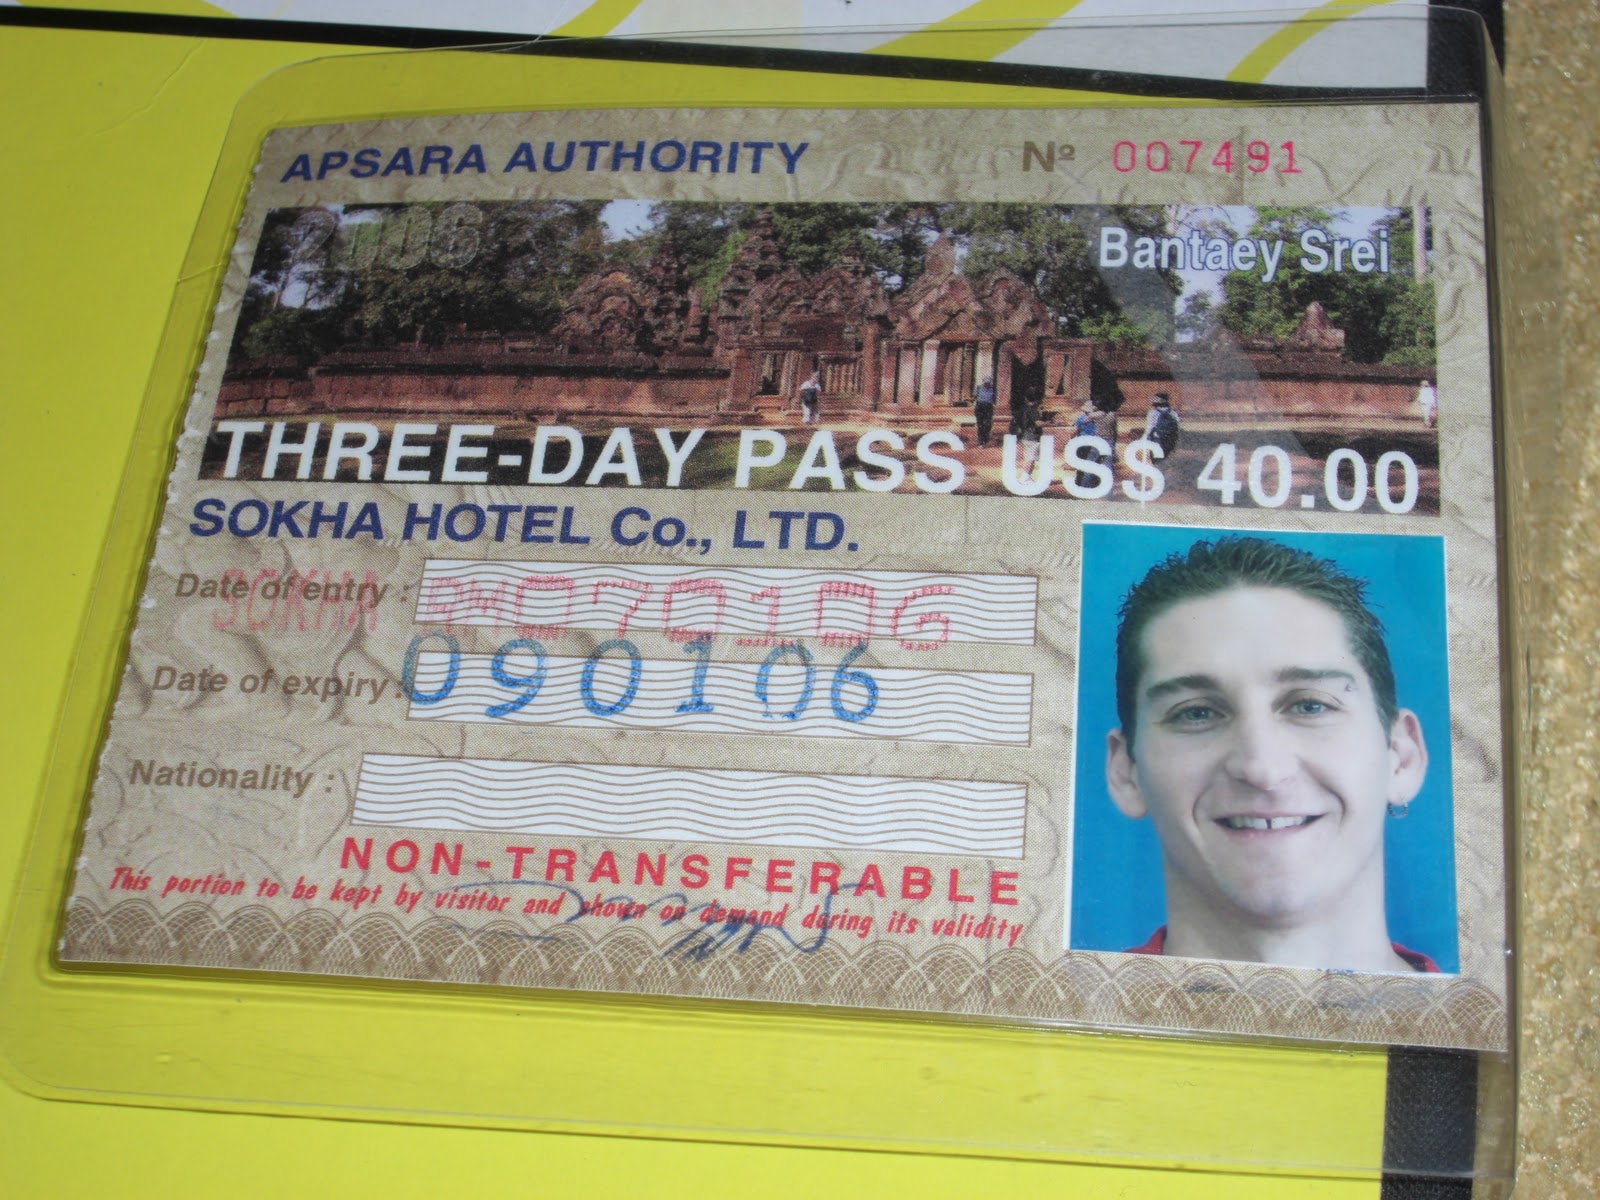 APSARA AUTHORITY Nº 007491
2006
Bantaey Srei
THREE-DAY PASS US$ 40.00
SOKHA HOTEL Co., LTD.
Date of entry : SOKHA 070106
Date of expiry : 090106
Nationality :
NON-TRANSFERABLE
This portion to be kept by visitor and shown on demand during its validity